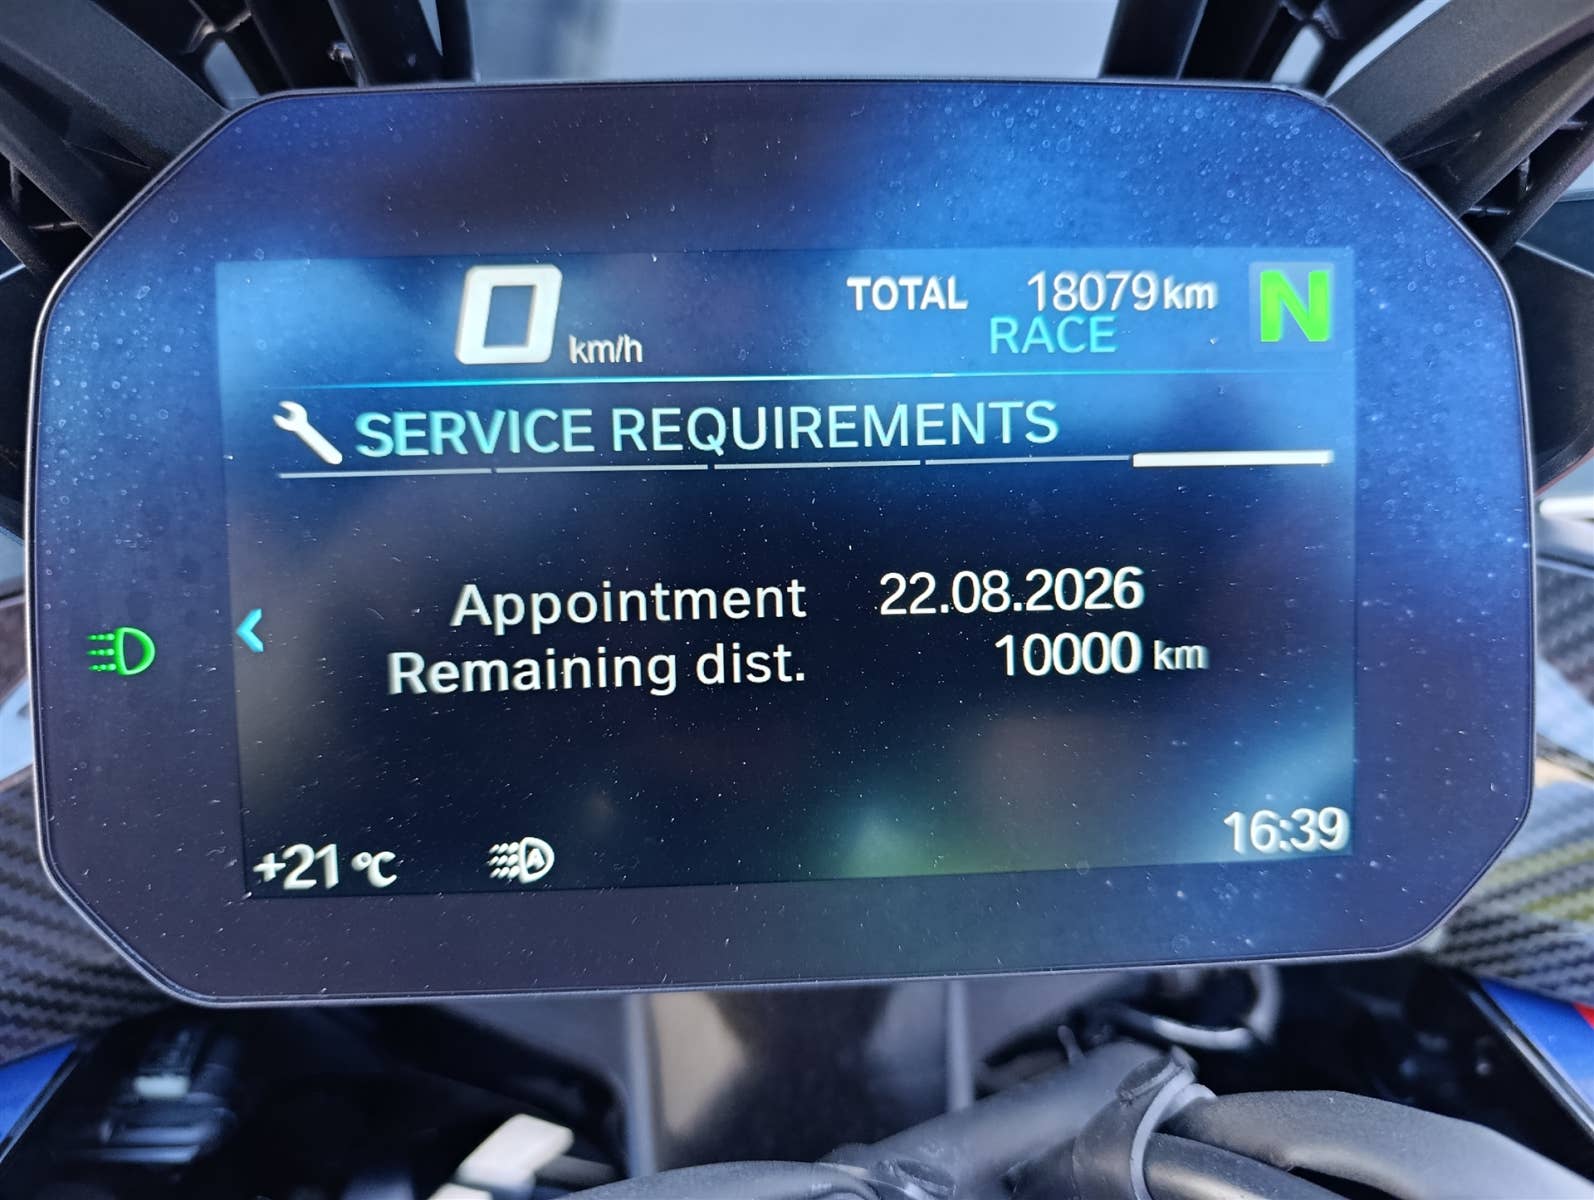 0 km/h
TOTAL 18079 km
RACE
N
SERVICE REQUIREMENTS
Appointment 22.08.2026
Remaining dist. 10000 km
+21 °C
A
16:39